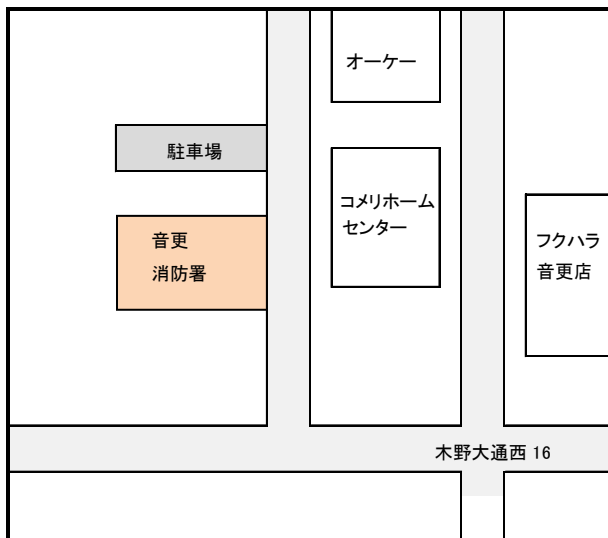 オーケー
駐車場
コメリホーム
センター
音更
消防署
フクハラ
音更店
木野大通西 16